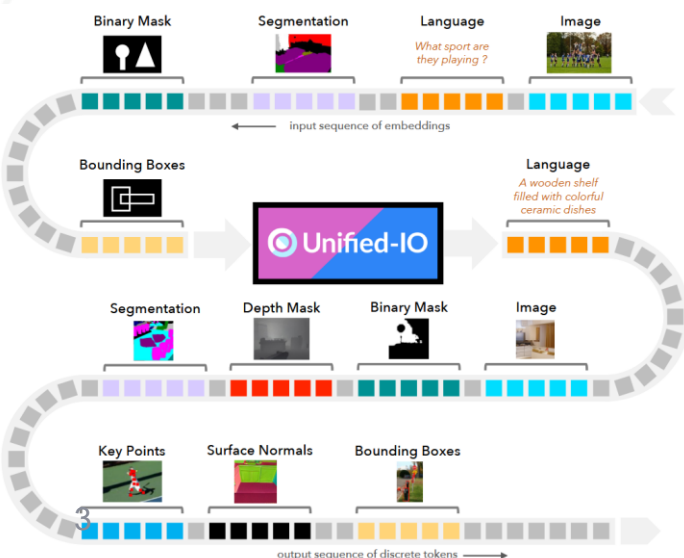 Binary Mask
Segmentation
Language
Image
What sport are
they playing ?
input sequence of embeddings
Bounding Boxes
Language
A wooden shelf
filled with colorful
ceramic dishes
Unified-IO
Segmentation
Depth Mask
Binary Mask
Image
Key Points
Surface Normals
Bounding Boxes
3
output sequence of discrete tokens